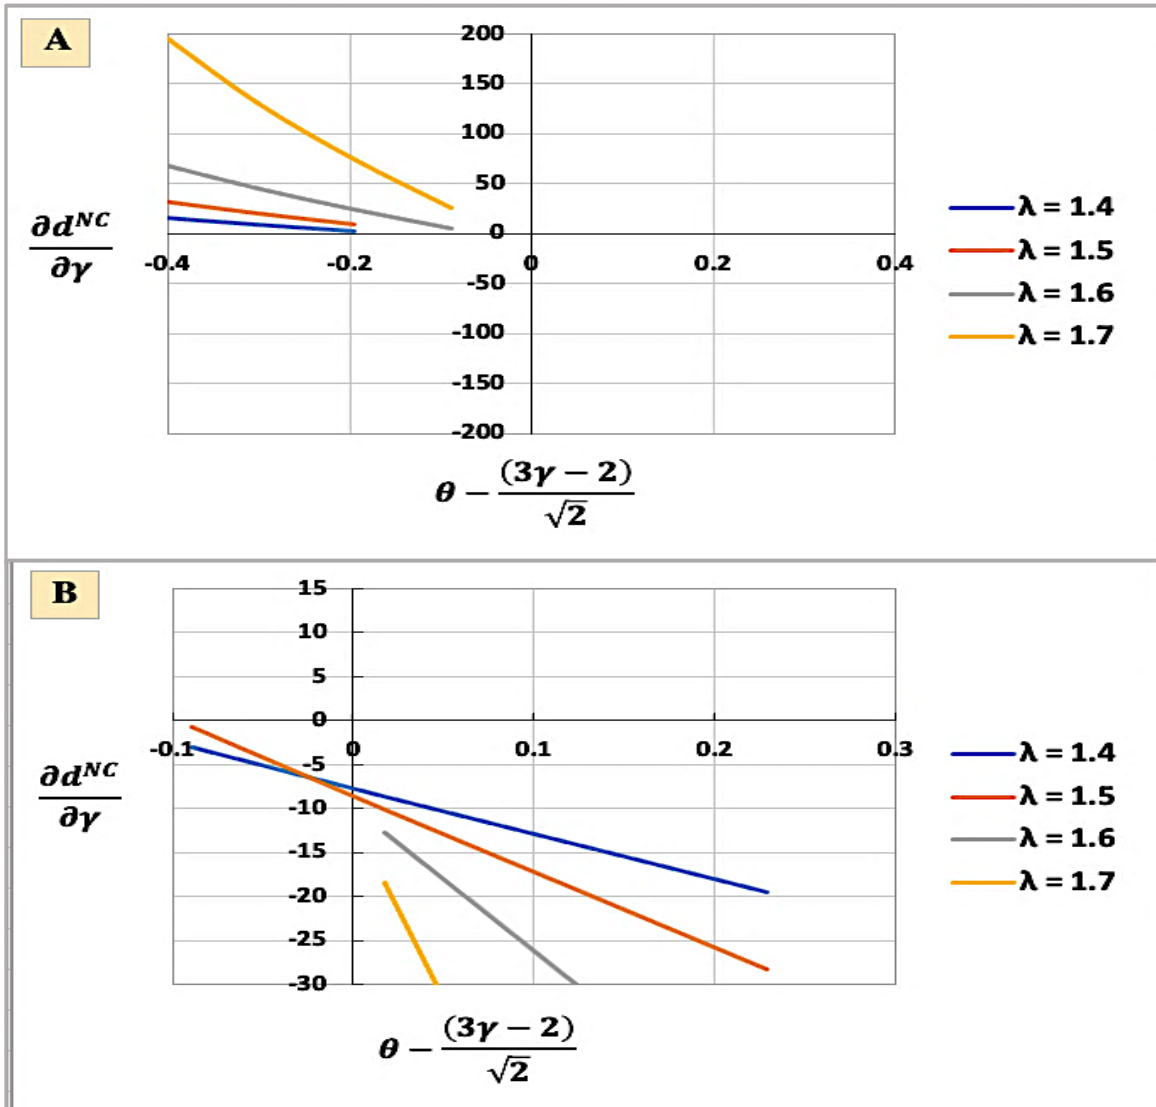 A
200
150
100
50
0
-50
-100
-150
-200
-0.4
-0.2
0
0.2
0.4
∂d^{NC}
∂γ
θ − (3γ − 2)
√2
λ = 1.4
λ = 1.5
λ = 1.6
λ = 1.7
B
15
10
5
0
-5
-10
-15
-20
-25
-30
-0.1
0
0.1
0.2
0.3
∂d^{NC}
∂γ
θ − (3γ − 2)
√2
λ = 1.4
λ = 1.5
λ = 1.6
λ = 1.7